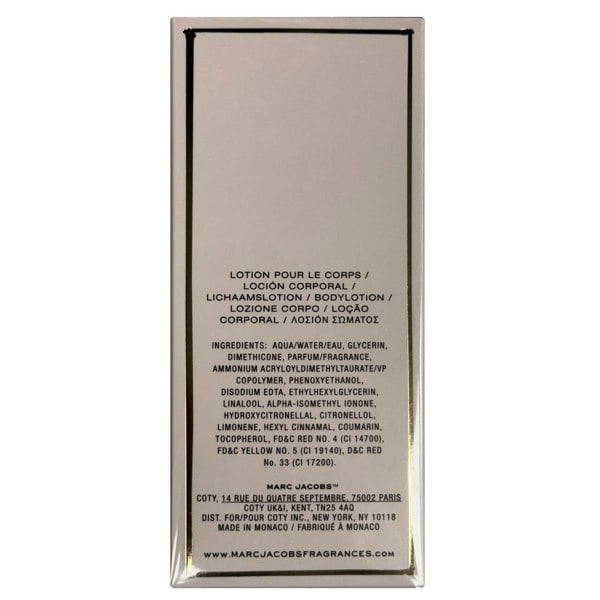 LOTION POUR LE CORPS /
LOCIÓN CORPORAL /
LICHAAMSLOTION / BODYLOTION /
LOZIONE CORPO / LOÇÃO
CORPORAL / ΛΟΣΙΌΝ ΣΏΜΑΤΟΣ
INGREDIENTS: AQUA/WATER/EAU, GLYCERIN,
DIMETHICONE, PARFUM/FRAGRANCE,
AMMONIUM ACRYLOYLDIMETHYLTAURATE/VP
COPOLYMER, PHENOXYETHANOL,
DISODIUM EDTA, ETHYLHEXYLGLYCERIN,
LINALOOL, ALPHA-ISOMETHYL IONONE,
HYDROXYCITRONELLAL, CITRONELLOL,
LIMONENE, HEXYL CINNAMAL, COUMARIN,
TOCOPHEROL, FD&C RED NO. 4 (CI 14700),
FD&C YELLOW NO. 5 (CI 19140), D&C RED
No. 33 (CI 17200).
MARC JACOBS™
COTY, 14 RUE DU QUATRE SEPTEMBRE, 75002 PARIS
COTY UK&I, KENT, TN25 4AQ
DIST. FOR/POUR COTY INC., NEW YORK, NY 10118
MADE IN MONACO / FABRIQUÉ À MONACO
WWW.MARCJACOBSFRAGRANCES.COM